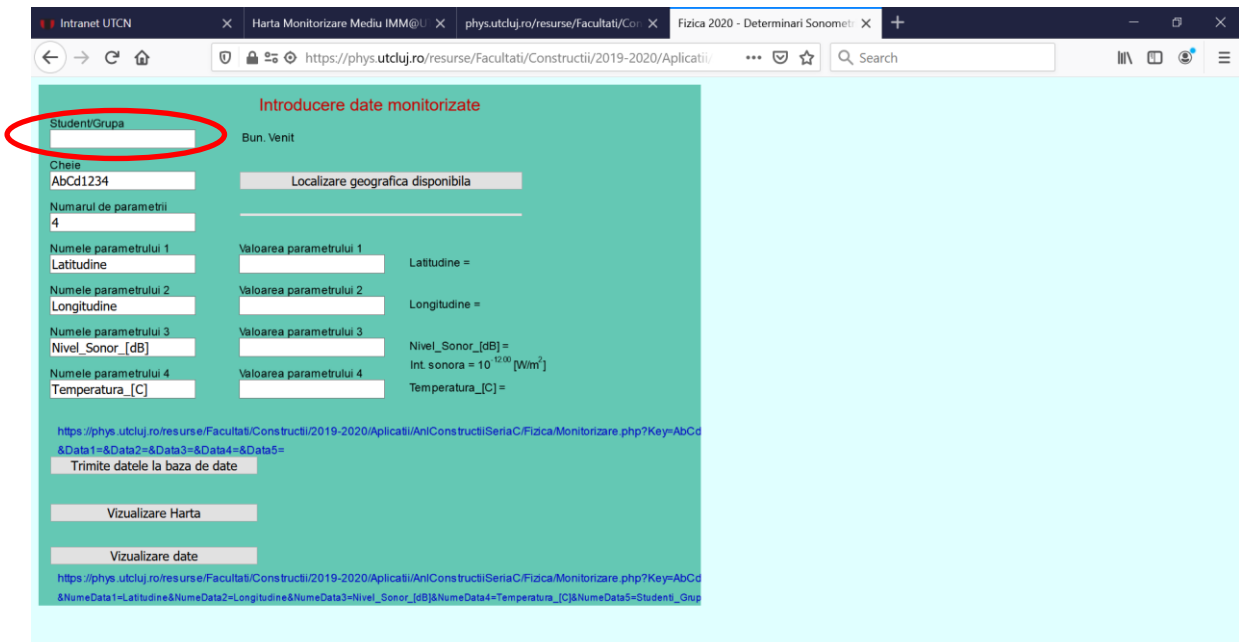 Intranet UTCN
Harta Monitorizare Mediu IMM@U
phys.utcluj.ro/resurse/Facultati/Con
Fizica 2020 - Determinari Sonometr
https://phys.utcluj.ro/resurse/Facultati/Constructii/2019-2020/Aplicatii/
Search
Introducere date monitorizate
Student/Grupa
Bun. Venit
Cheie
AbCd1234
Localizare geografica disponibila
Numarul de parametrii
4
Numele parametrului 1
Valoarea parametrului 1
Latitudine
Latitudine =
Numele parametrului 2
Valoarea parametrului 2
Longitudine
Longitudine =
Numele parametrului 3
Valoarea parametrului 3
Nivel_Sonor_[dB]
Nivel_Sonor_[dB] =
Int. sonora = 10^-12.00 [W/m^2]
Numele parametrului 4
Valoarea parametrului 4
Temperatura_[C]
Temperatura_[C] =
https://phys.utcluj.ro/resurse/Facultati/Constructii/2019-2020/Aplicatii/AnIConstructiiSeriaC/Fizica/Monitorizare.php?Key=AbCd
&Data1=&Data2=&Data3=&Data4=&Data5=
Trimite datele la baza de date
Vizualizare Harta
Vizualizare date
https://phys.utcluj.ro/resurse/Facultati/Constructii/2019-2020/Aplicatii/AnIConstructiiSeriaC/Fizica/Monitorizare.php?Key=AbCd
&NumeData1=Latitudine&NumeData2=Longitudine&NumeData3=Nivel_Sonor_[dB]&NumeData4=Temperatura_[C]&NumeData5=Studenti_Grup